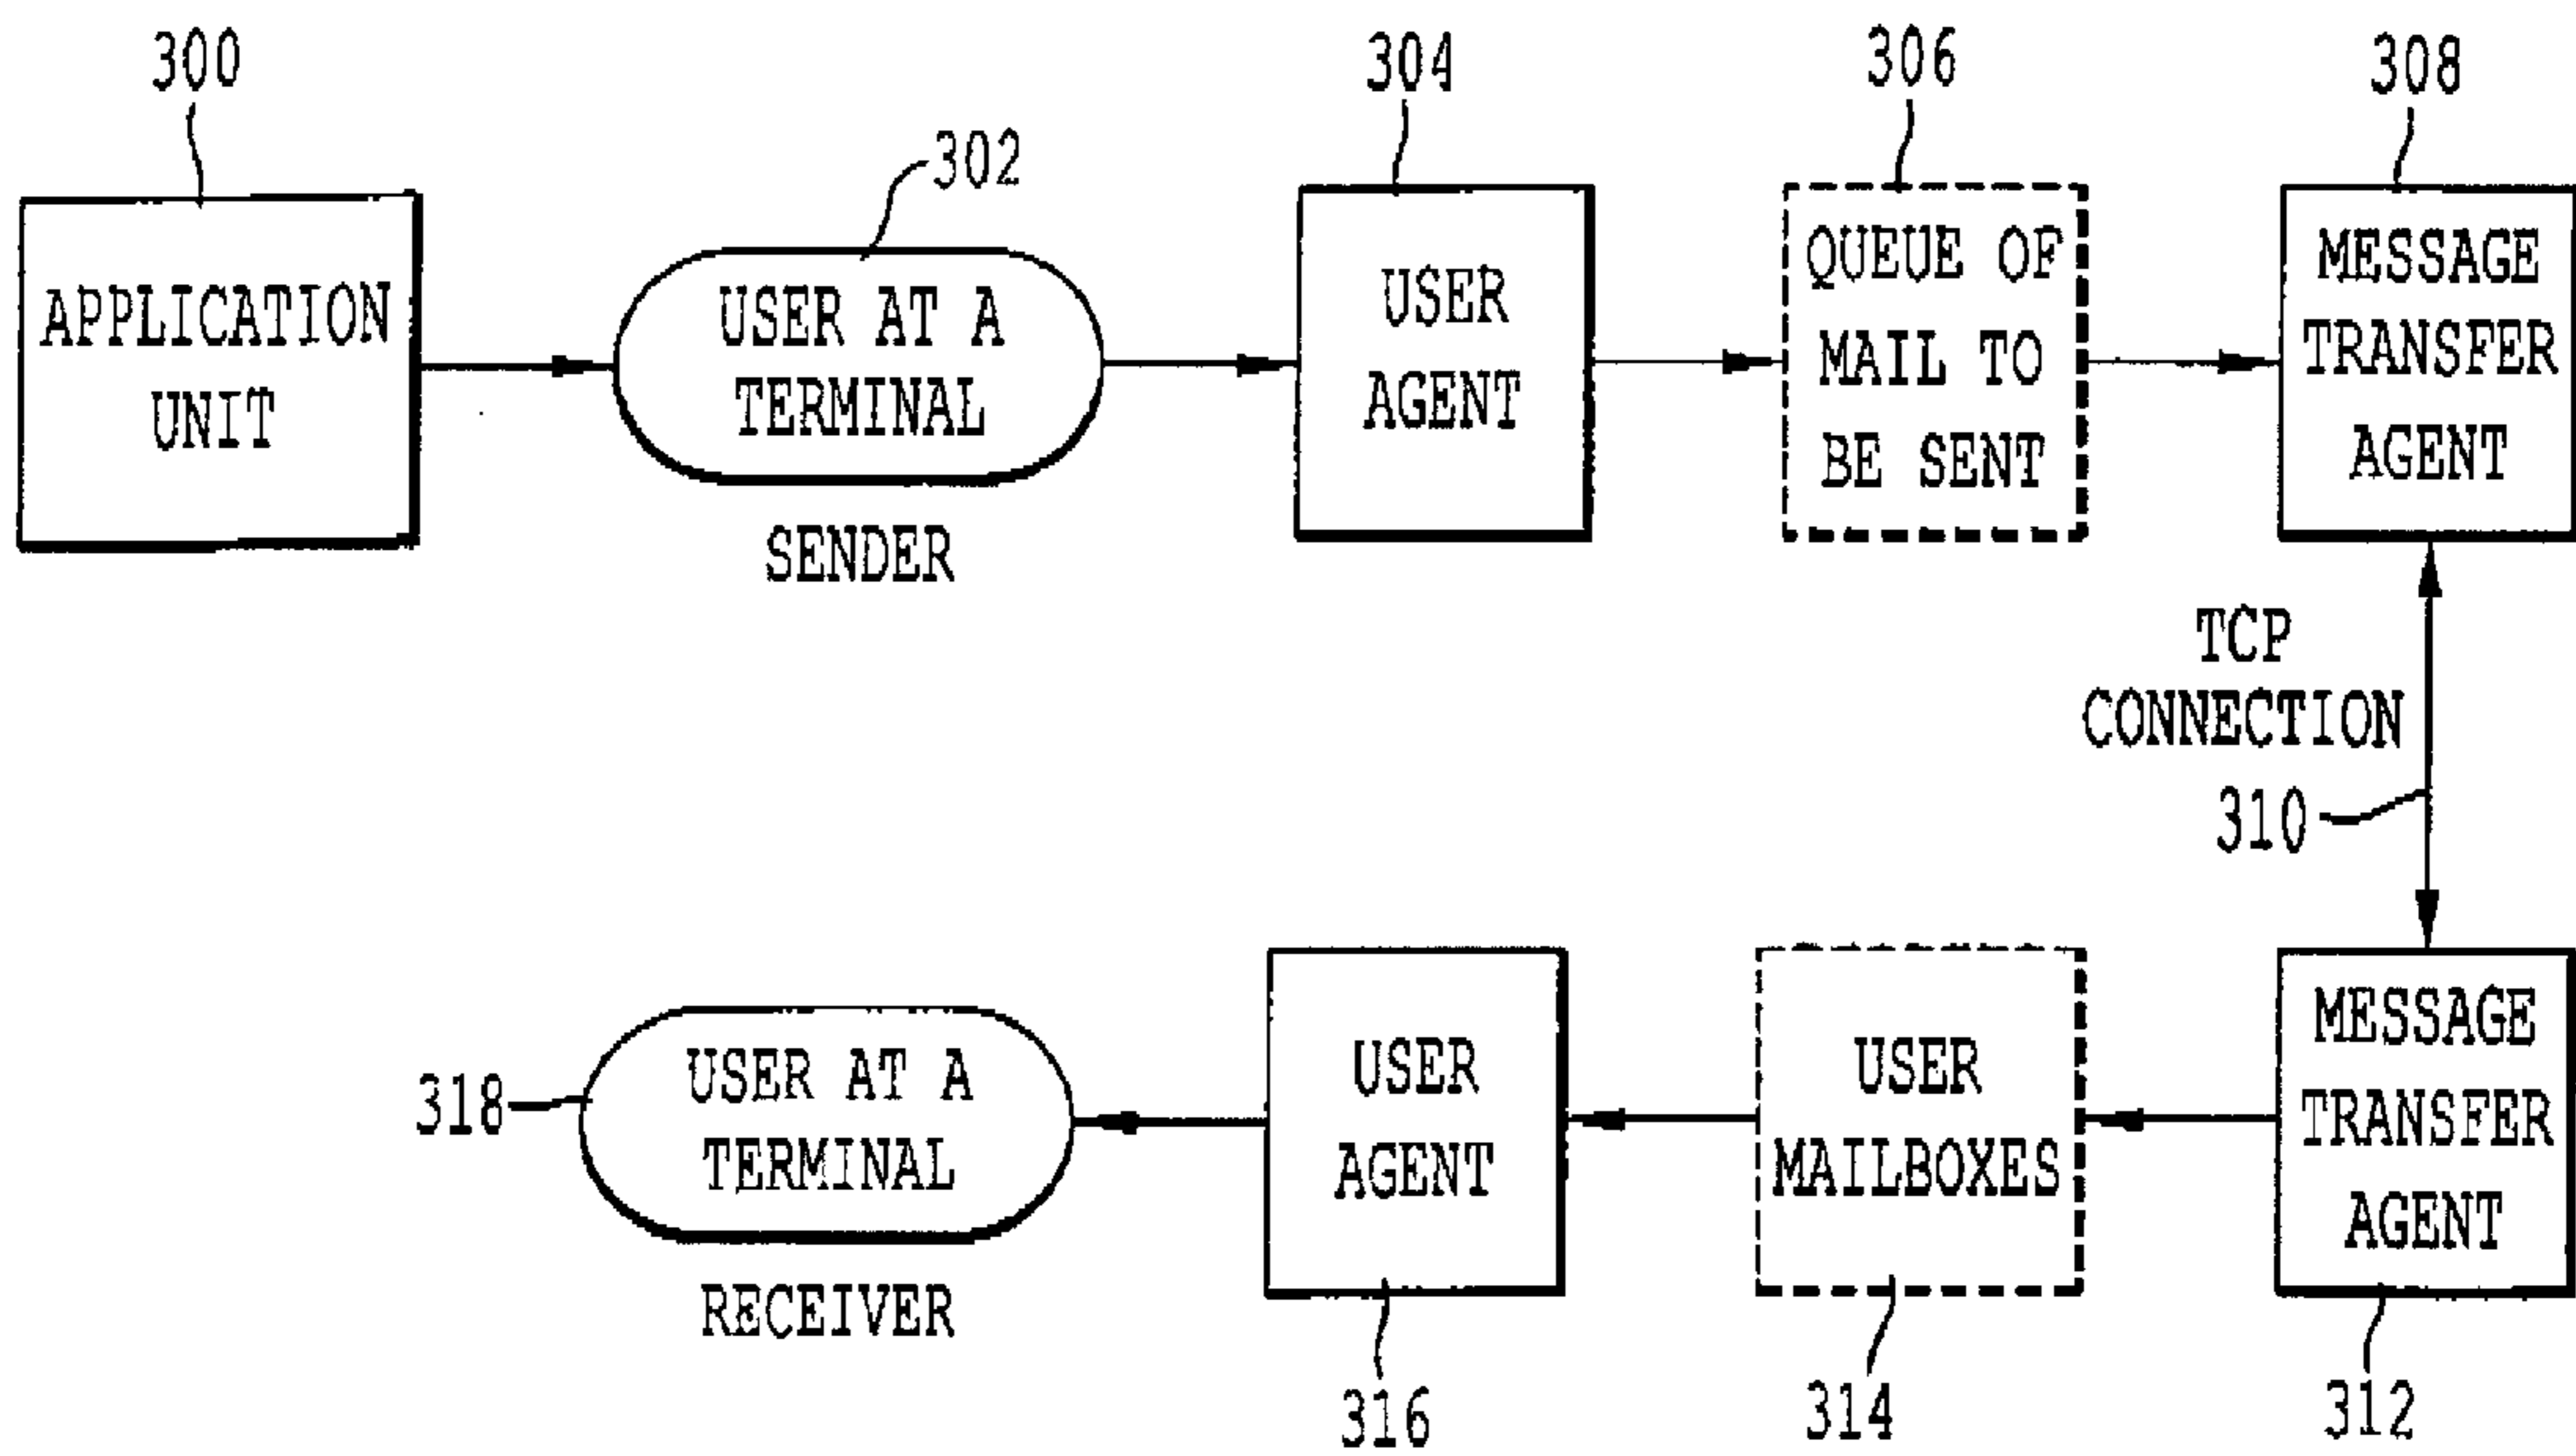 300
302
304
306
308
APPLICATION
UNIT
USER AT A
TERMINAL
SENDER
USER
AGENT
QUEUE OF
MAIL TO
BE SENT
MESSAGE
TRANSFER
AGENT
TCP
CONNECTION
310
318
USER AT A
TERMINAL
RECEIVER
USER
AGENT
316
USER
MAILBOXES
314
MESSAGE
TRANSFER
AGENT
312